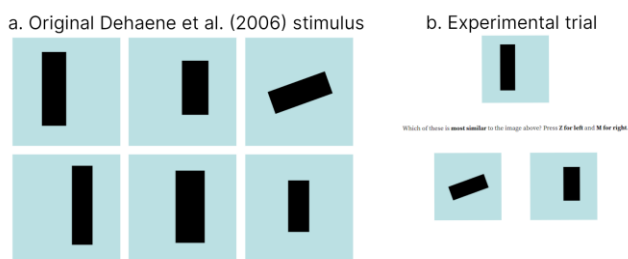 a. Original Dehaene et al. (2006) stimulus
b. Experimental trial
Which of these is most similar to the image above? Press Z for left and M for right.